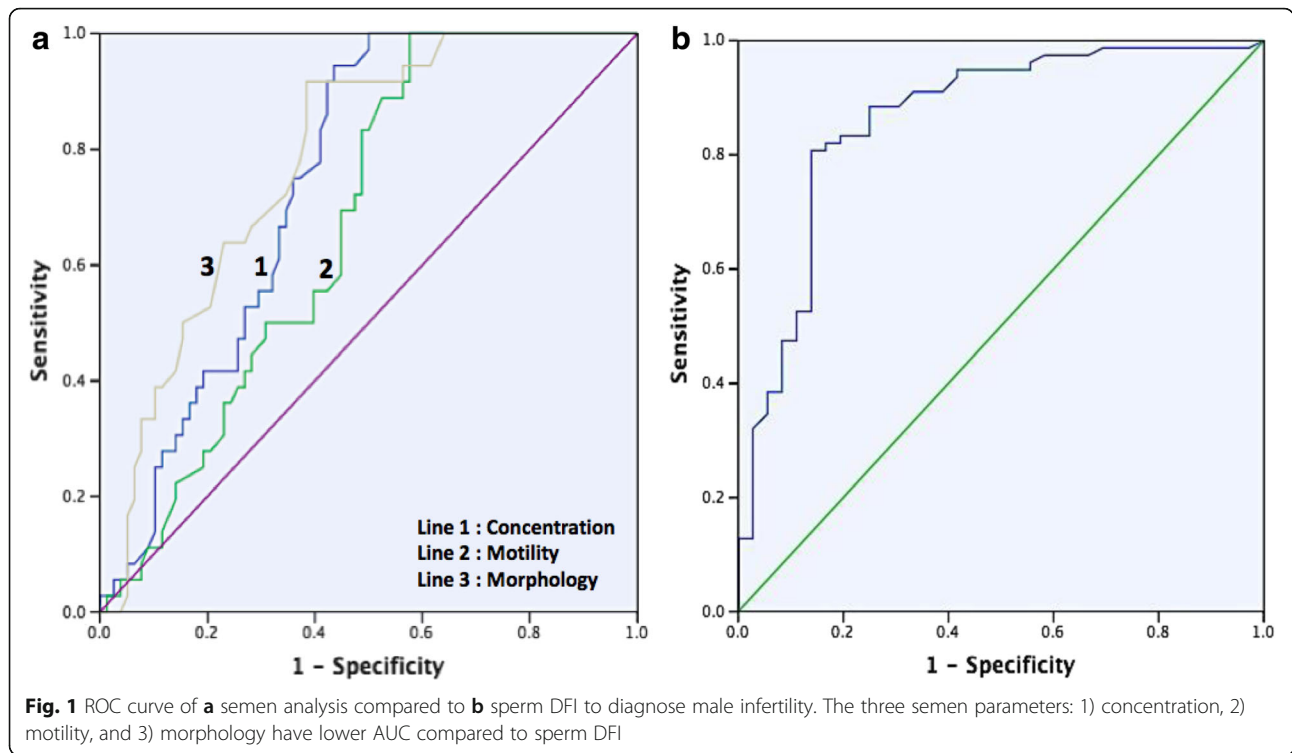 a
1.0
0.8
0.6
0.4
0.2
0.0
Sensitivity
3
1
2
Line 1 : Concentration
Line 2 : Motility
Line 3 : Morphology
0.0 0.2 0.4 0.6 0.8 1.0
1 - Specificity
b
1.0
0.8
0.6
0.4
0.2
0.0
Sensitivity
0.0 0.2 0.4 0.6 0.8 1.0
1 - Specificity
Fig. 1 ROC curve of a semen analysis compared to b sperm DFI to diagnose male infertility. The three semen parameters: 1) concentration, 2)
motility, and 3) morphology have lower AUC compared to sperm DFI